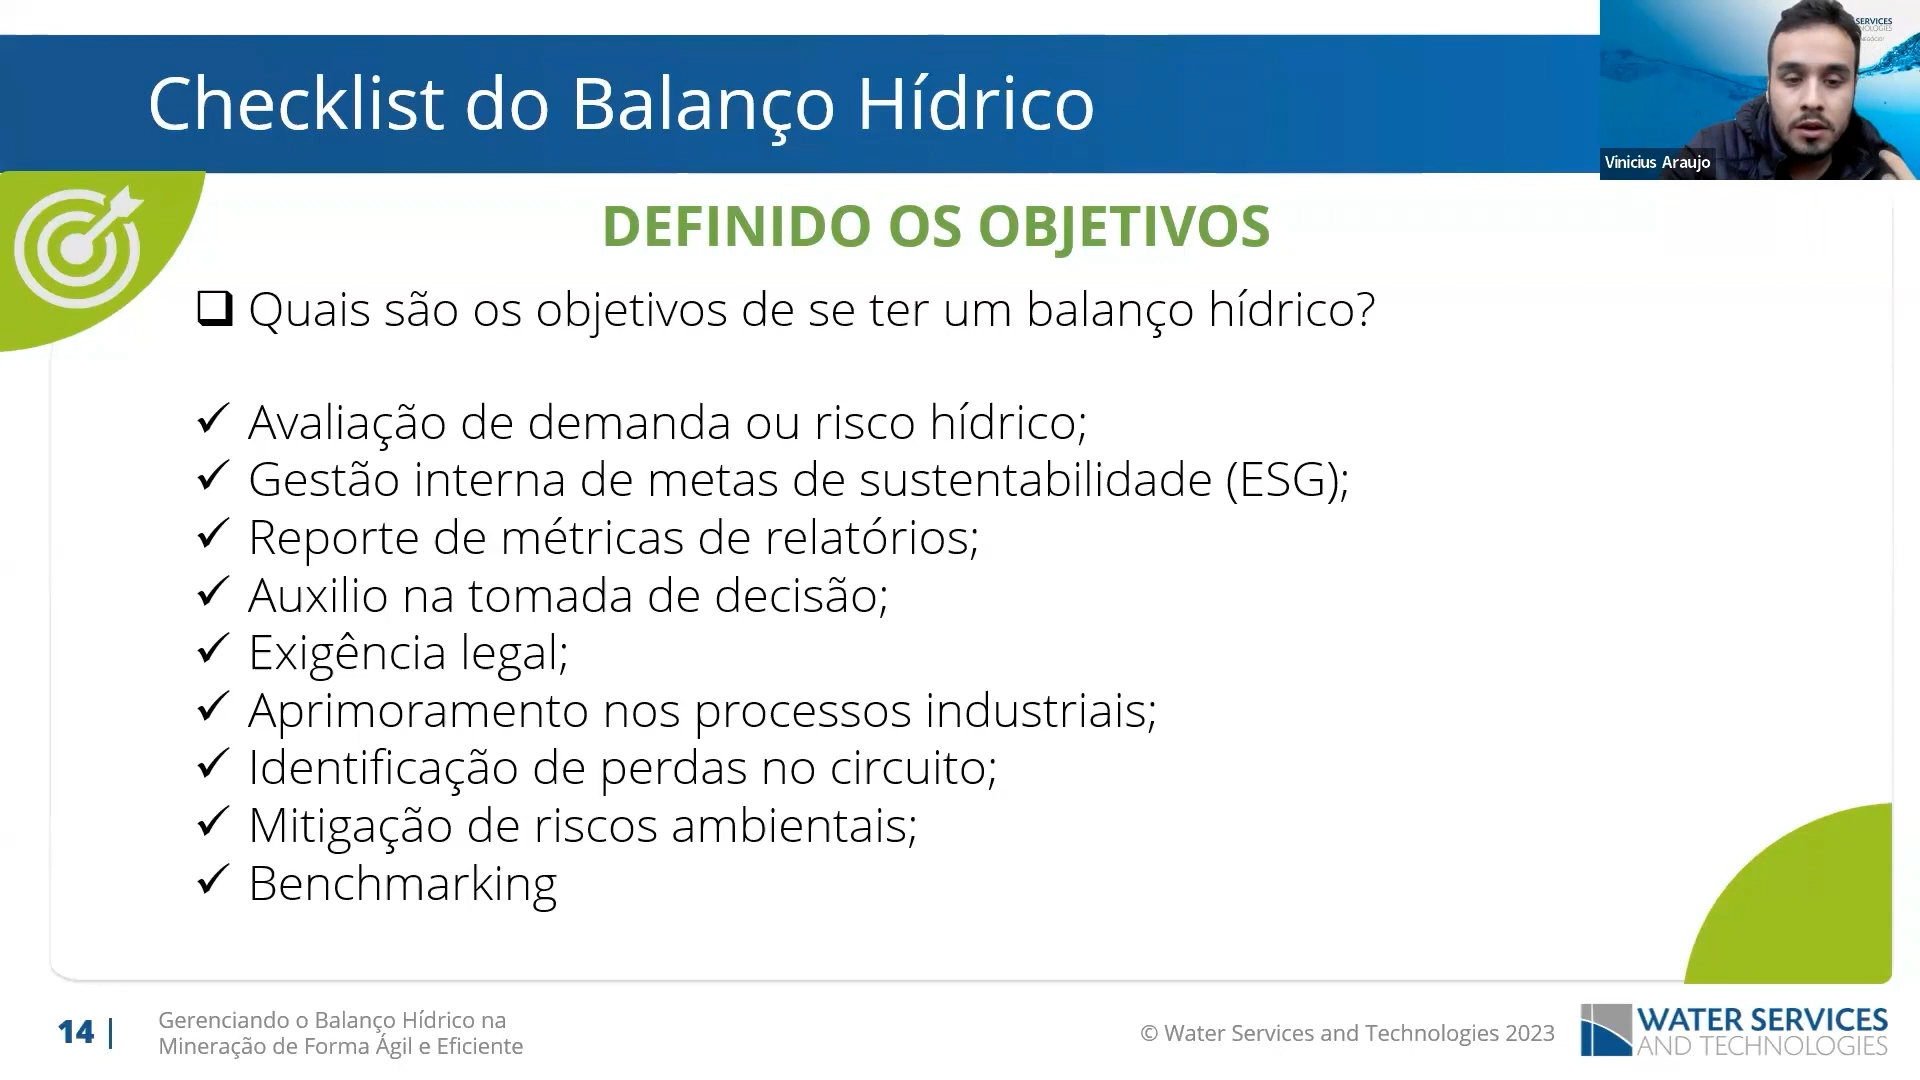 Checklist do Balanço Hídrico
SERVICES
Vinicius Araujo
DEFINIDO OS OBJETIVOS
Quais são os objetivos de se ter um balanço hídrico?
Avaliação de demanda ou risco hídrico;
Gestão interna de metas de sustentabilidade (ESG);
Reporte de métricas de relatórios;
Auxilio na tomada de decisão;
Exigência legal;
Aprimoramento nos processos industriais;
Identificação de perdas no circuito;
Mitigação de riscos ambientais;
Benchmarking
14
Gerenciando o Balanço Hídrico na
Mineração de Forma Ágil e Eficiente
© Water Services and Technologies 2023
WATER SERVICES
AND TECHNOLOGIES